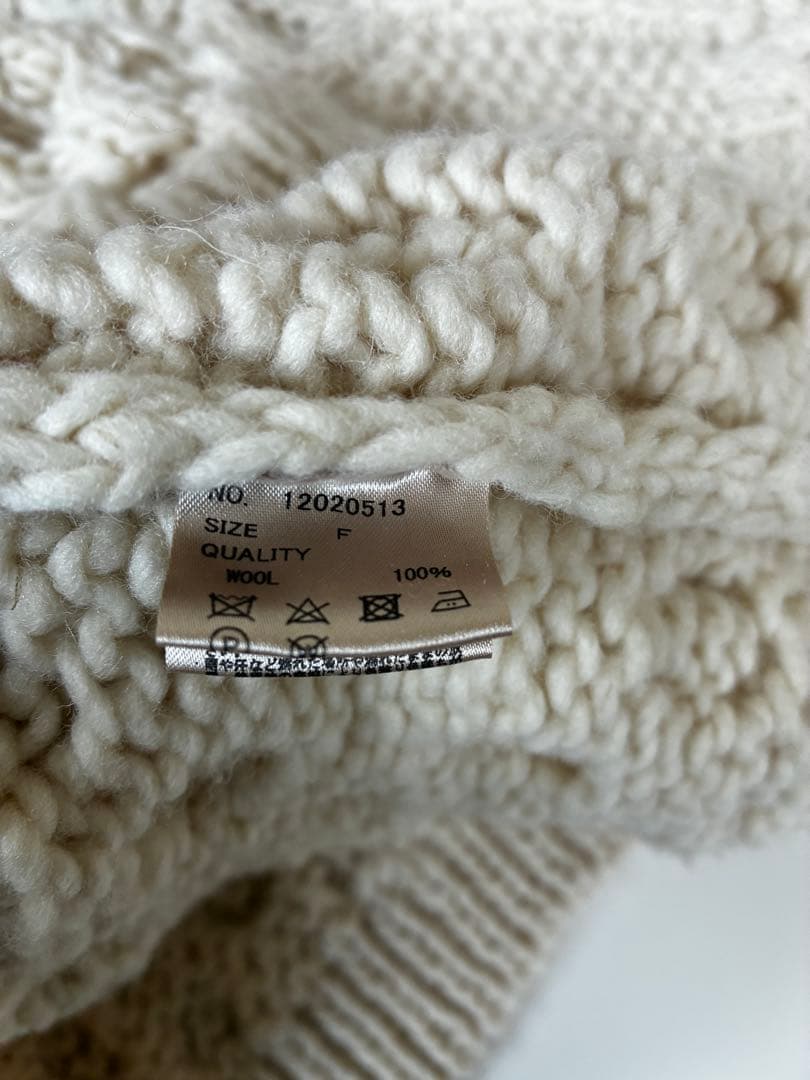 NO. 12020513
SIZE F
QUALITY
WOOL 100%
P